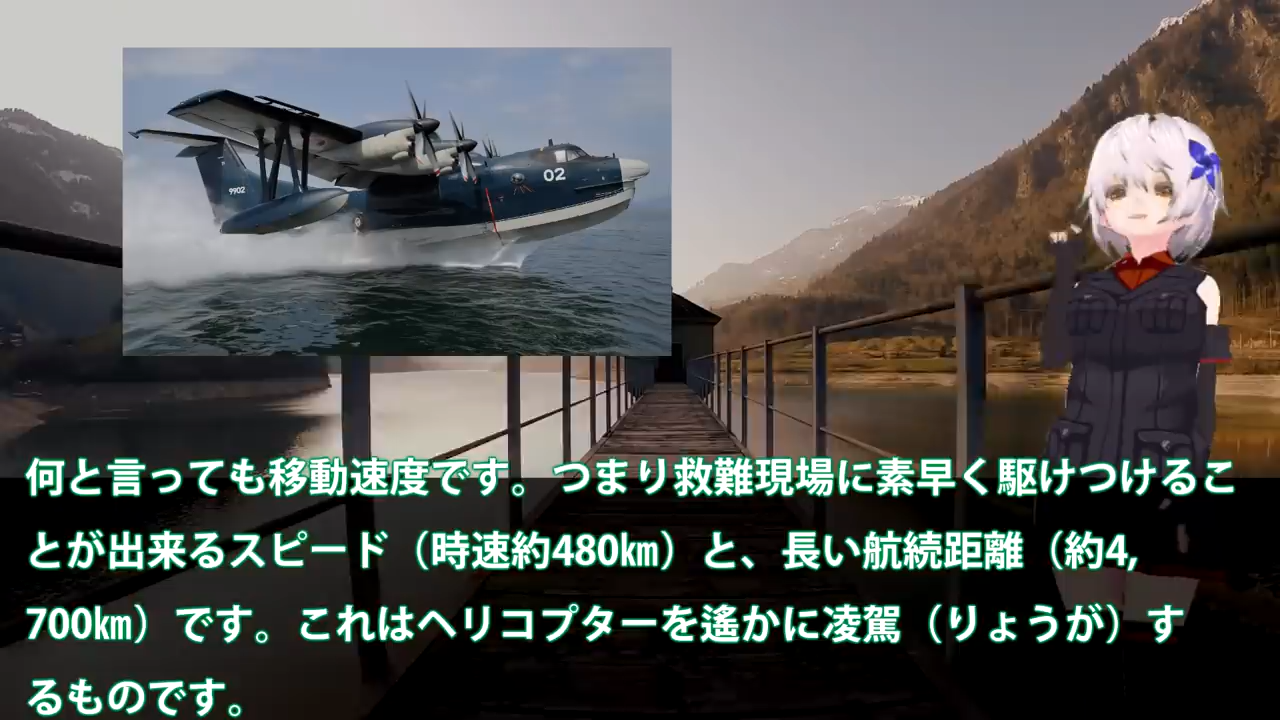 02
9902
何と言っても移動速度です。つまり救難現場に素早く駆けつけるこ
とが出来るスピード（時速約480㎞）と、長い航続距離（約4,
700㎞）です。これはヘリコプターを遙かに凌駕（りょうが）す
るものです。